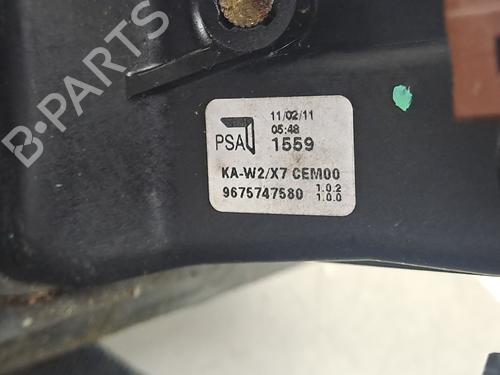 11/02/11
05:48
PSA 1559
KA-W2/X7 CEM00
9675747580 1.0.2
1.0.0
B-PARTS